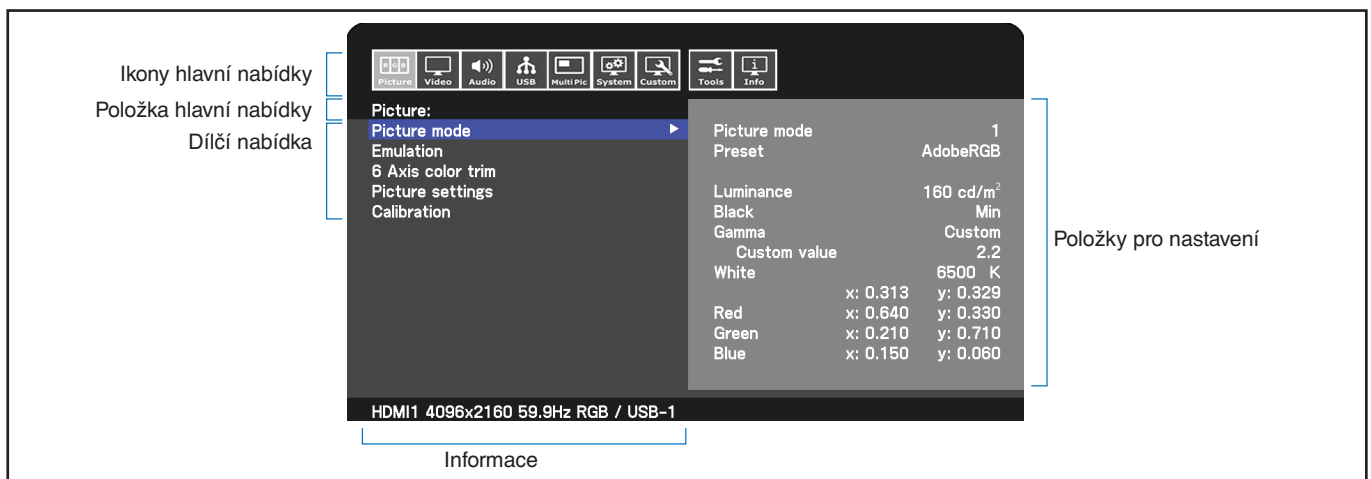 Ikony hlavní nabídky
Picture Video Audio USB MultiPic System Custom Tools Info
Položka hlavní nabídky
Picture:
Dílčí nabídka
Picture mode
Emulation
6 Axis color trim
Picture settings
Calibration
Picture mode 1
Preset AdobeRGB
Luminance 160 cd/m²
Black Min
Gamma Custom
Custom value 2.2
White 6500 K
x: 0.313 y: 0.329
Red x: 0.640 y: 0.330
Green x: 0.210 y: 0.710
Blue x: 0.150 y: 0.060
Položky pro nastavení
HDMI1 4096x2160 59.9Hz RGB / USB-1
Informace